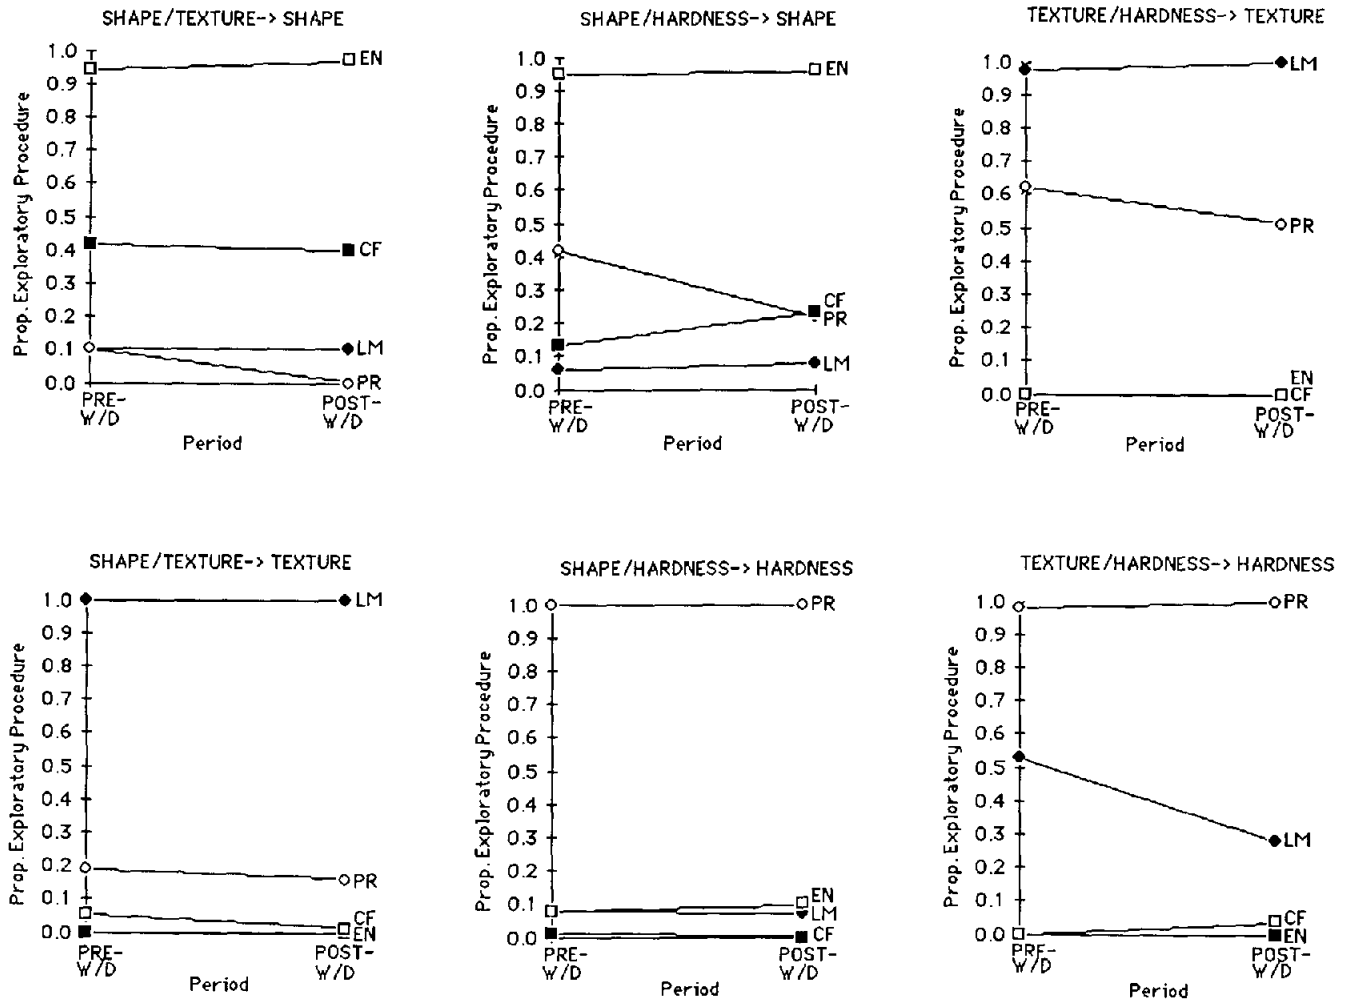 SHAPE/TEXTURE-> SHAPE
Prop. Exploratory Procedure
1.0
0.9
0.8
0.7
0.6
0.5
0.4
0.3
0.2
0.1
0.0
EN
CF
LM
PR
PRE-
W/D
POST-
W/D
Period
SHAPE/HARDNESS-> SHAPE
Prop. Exploratory Procedure
1.0
0.9
0.8
0.7
0.6
0.5
0.4
0.3
0.2
0.1
0.0
EN
CF
PR
LM
PRE-
W/D
POST-
W/D
Period
TEXTURE/HARDNESS-> TEXTURE
Prop. Exploratory Procedure
1.0
0.9
0.8
0.7
0.6
0.5
0.4
0.3
0.2
0.1
0.0
LM
PR
EN
CF
PRE-
W/D
POST-
W/D
Period
SHAPE/TEXTURE-> TEXTURE
Prop. Exploratory Procedure
1.0
0.9
0.8
0.7
0.6
0.5
0.4
0.3
0.2
0.1
0.0
LM
PR
CF
EN
PRE-
W/D
POST-
W/D
Period
SHAPE/HARDNESS-> HARDNESS
Prop. Exploratory Procedure
1.0
0.9
0.8
0.7
0.6
0.5
0.4
0.3
0.2
0.1
0.0
PR
EN
LM
CF
PRE-
W/D
POST-
W/D
Period
TEXTURE/HARDNESS-> HARDNESS
Prop. Exploratory Procedure
1.0
0.9
0.8
0.7
0.6
0.5
0.4
0.3
0.2
0.1
0.0
PR
LM
CF
EN
PRE-
W/D
POST-
W/D
Period